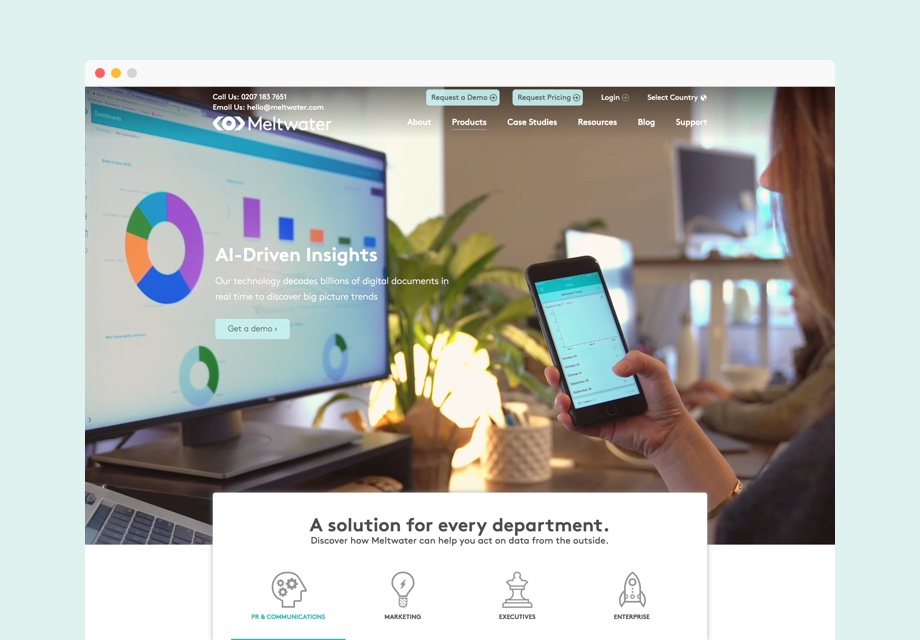 Call Us: 0207 183 7651
Email Us: hello@meltwater.com
Request a Demo
Request Pricing
Login
Select Country
Meltwater
About
Products
Case Studies
Resources
Blog
Support
Dashboards
AI-Driven Insights
Our technology decodes billions of digital documents in
real time to discover big picture trends
Get a demo ›
A solution for every department.
Discover how Meltwater can help you act on data from the outside.
PR & COMMUNICATIONS
MARKETING
EXECUTIVES
ENTERPRISE